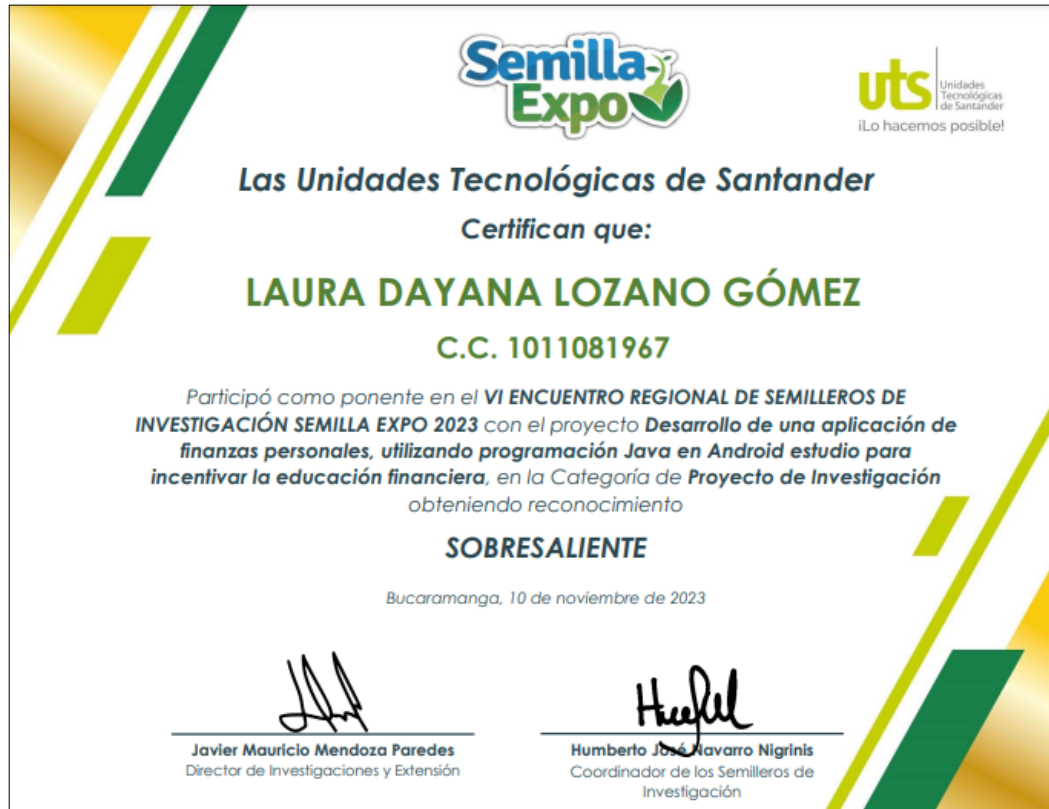 Semilla
Expo
uts
Unidades
Tecnológicas
de Santander
¡Lo hacemos posible!
Las Unidades Tecnológicas de Santander
Certifican que:
LAURA DAYANA LOZANO GÓMEZ
C.C. 1011081967
Participó como ponente en el VI ENCUENTRO REGIONAL DE SEMILLEROS DE
INVESTIGACIÓN SEMILLA EXPO 2023 con el proyecto Desarrollo de una aplicación de
finanzas personales, utilizando programación Java en Android estudio para
incentivar la educación financiera, en la Categoría de Proyecto de Investigación
obteniendo reconocimiento
SOBRESALIENTE
Bucaramanga, 10 de noviembre de 2023
Javier Mauricio Mendoza Paredes
Director de Investigaciones y Extensión
Humberto José Navarro Nigrinis
Coordinador de los Semilleros de
Investigación